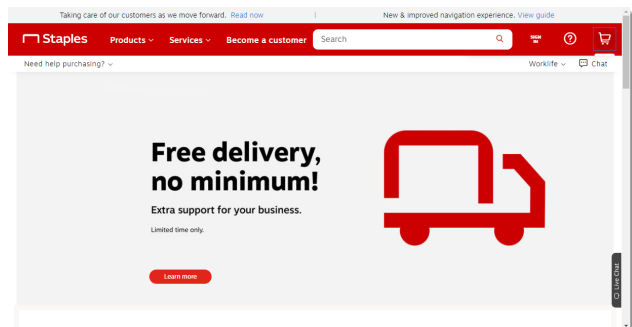 Taking care of our customers as we move forward. Read now | New & improved navigation experience. View guide
Staples Products Services Become a customer Search SIGN IN ?
Need help purchasing? Worklife Chat
Free delivery,
no minimum!
Extra support for your business.
Limited time only.
Learn more
Live Chat